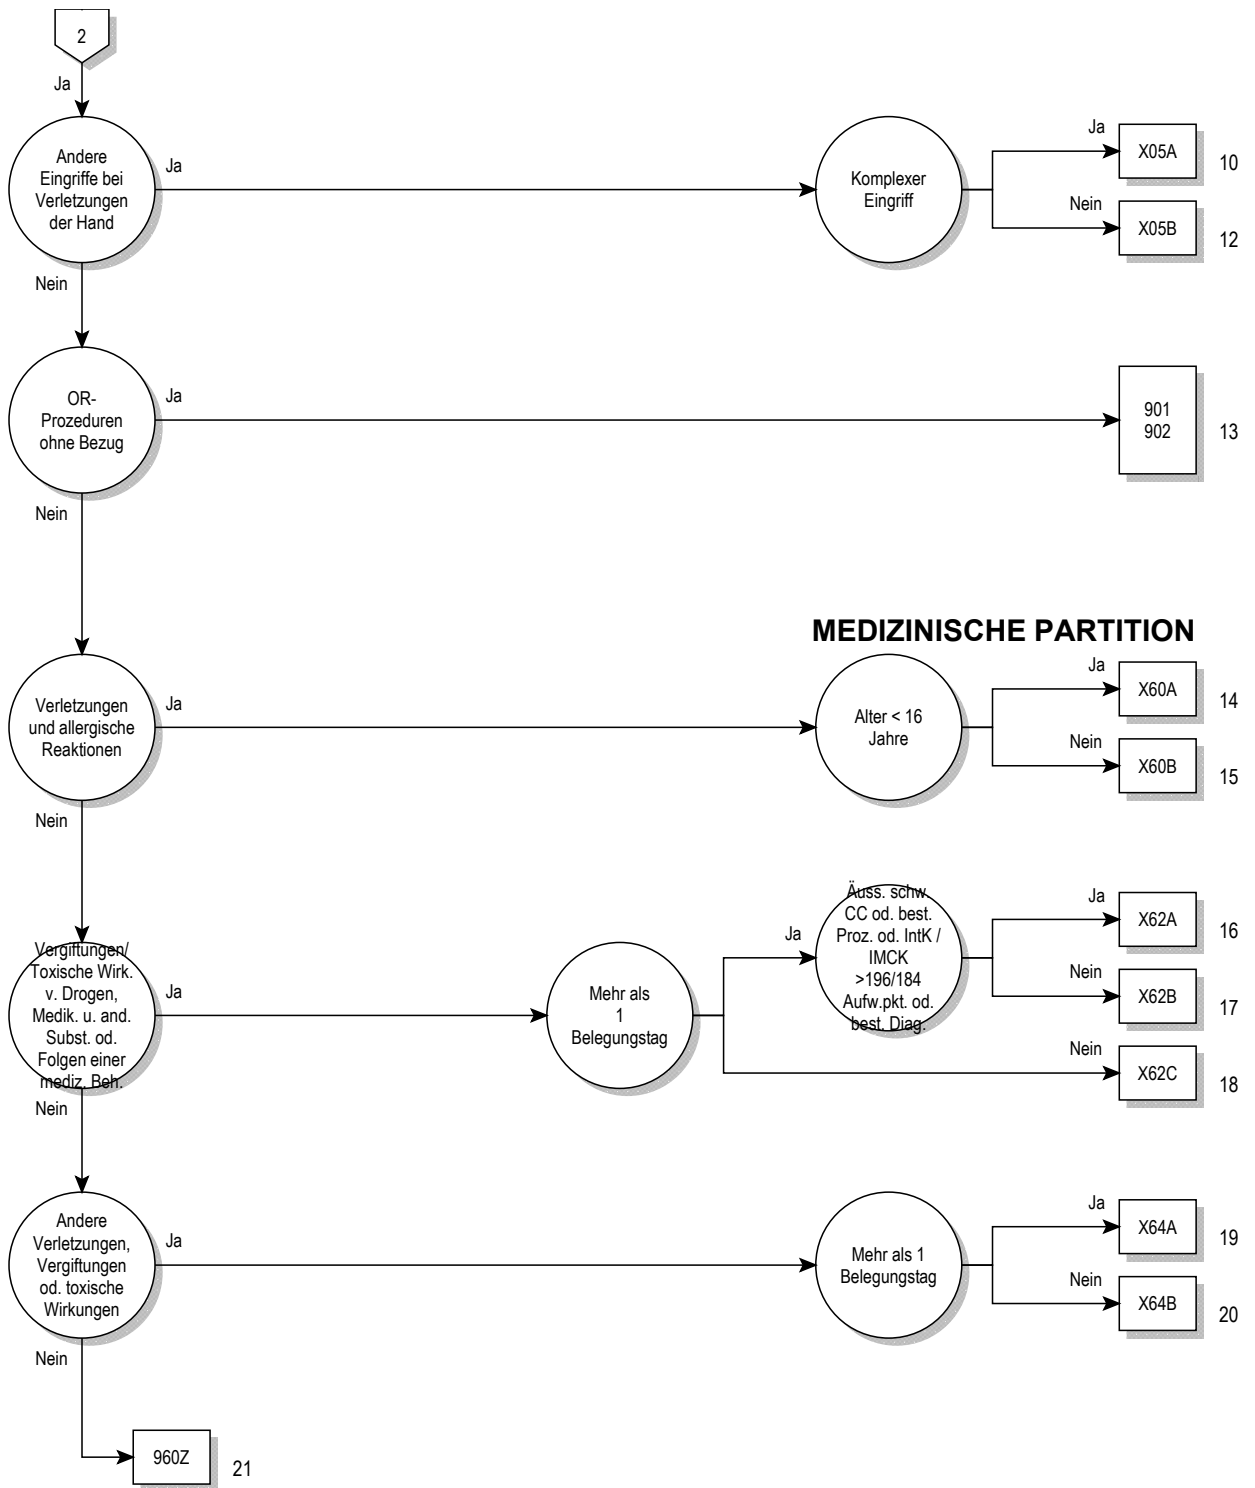 2
Ja
Andere
Eingriffe bei
Verletzungen
der Hand
Ja
Komplexer
Eingriff
Ja
X05A
10
Nein
X05B
12
Nein
OR-
Prozeduren
ohne Bezug
Ja
901
902
13
Nein
MEDIZINISCHE PARTITION
Verletzungen
und allergische
Reaktionen
Ja
Alter < 16
Jahre
Ja
X60A
14
Nein
X60B
15
Nein
Vergiftungen/
Toxische Wirk.
v. Drogen,
Medik. u. and.
Subst. od.
Folgen einer
mediz. Beh.
Ja
Mehr als
1
Belegungstag
Ja
Äuss. schw.
CC od. best.
Proz. od. IntK /
IMCK
>196/184
Aufw.pkt. od.
best. Diag.
Ja
X62A
16
Nein
X62B
17
Nein
X62C
18
Nein
Andere
Verletzungen,
Vergiftungen
od. toxische
Wirkungen
Ja
Mehr als 1
Belegungstag
Ja
X64A
19
Nein
X64B
20
Nein
960Z
21